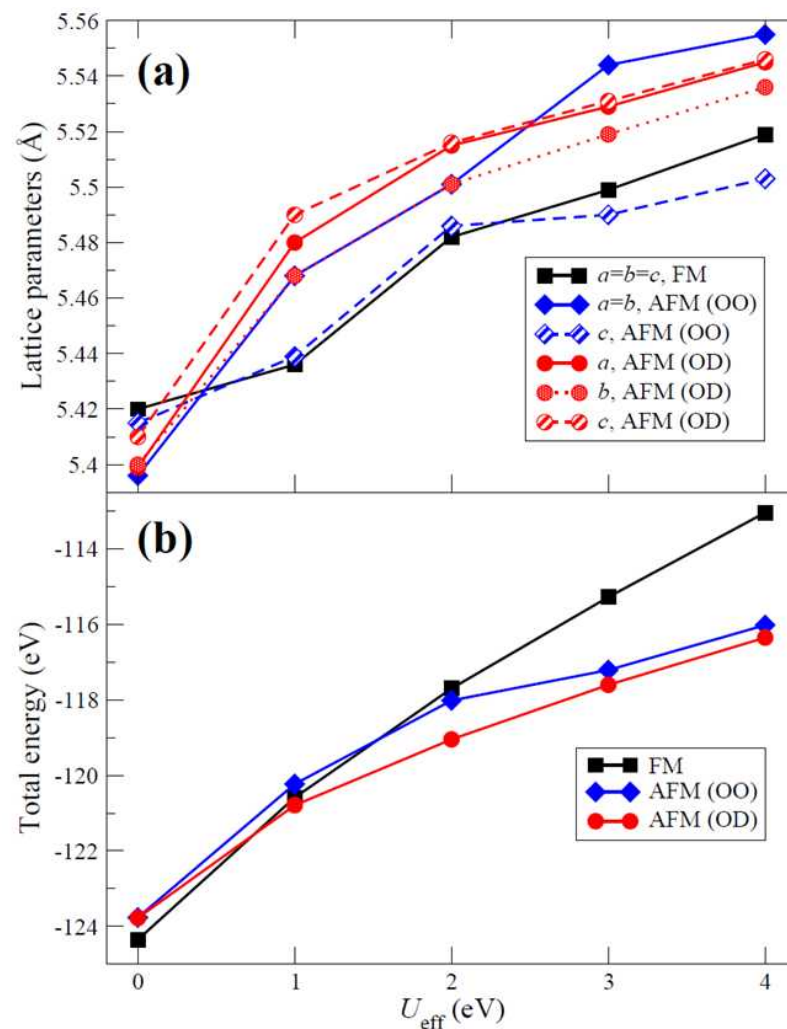 (a)
Lattice parameters (Å)
5.56
5.54
5.52
5.5
5.48
5.46
5.44
5.42
5.4
a=b=c, FM
a=b, AFM (OO)
c, AFM (OO)
a, AFM (OD)
b, AFM (OD)
c, AFM (OD)
(b)
Total energy (eV)
-114
-116
-118
-120
-122
-124
FM
AFM (OO)
AFM (OD)
0 1 2 3 4
U_eff (eV)